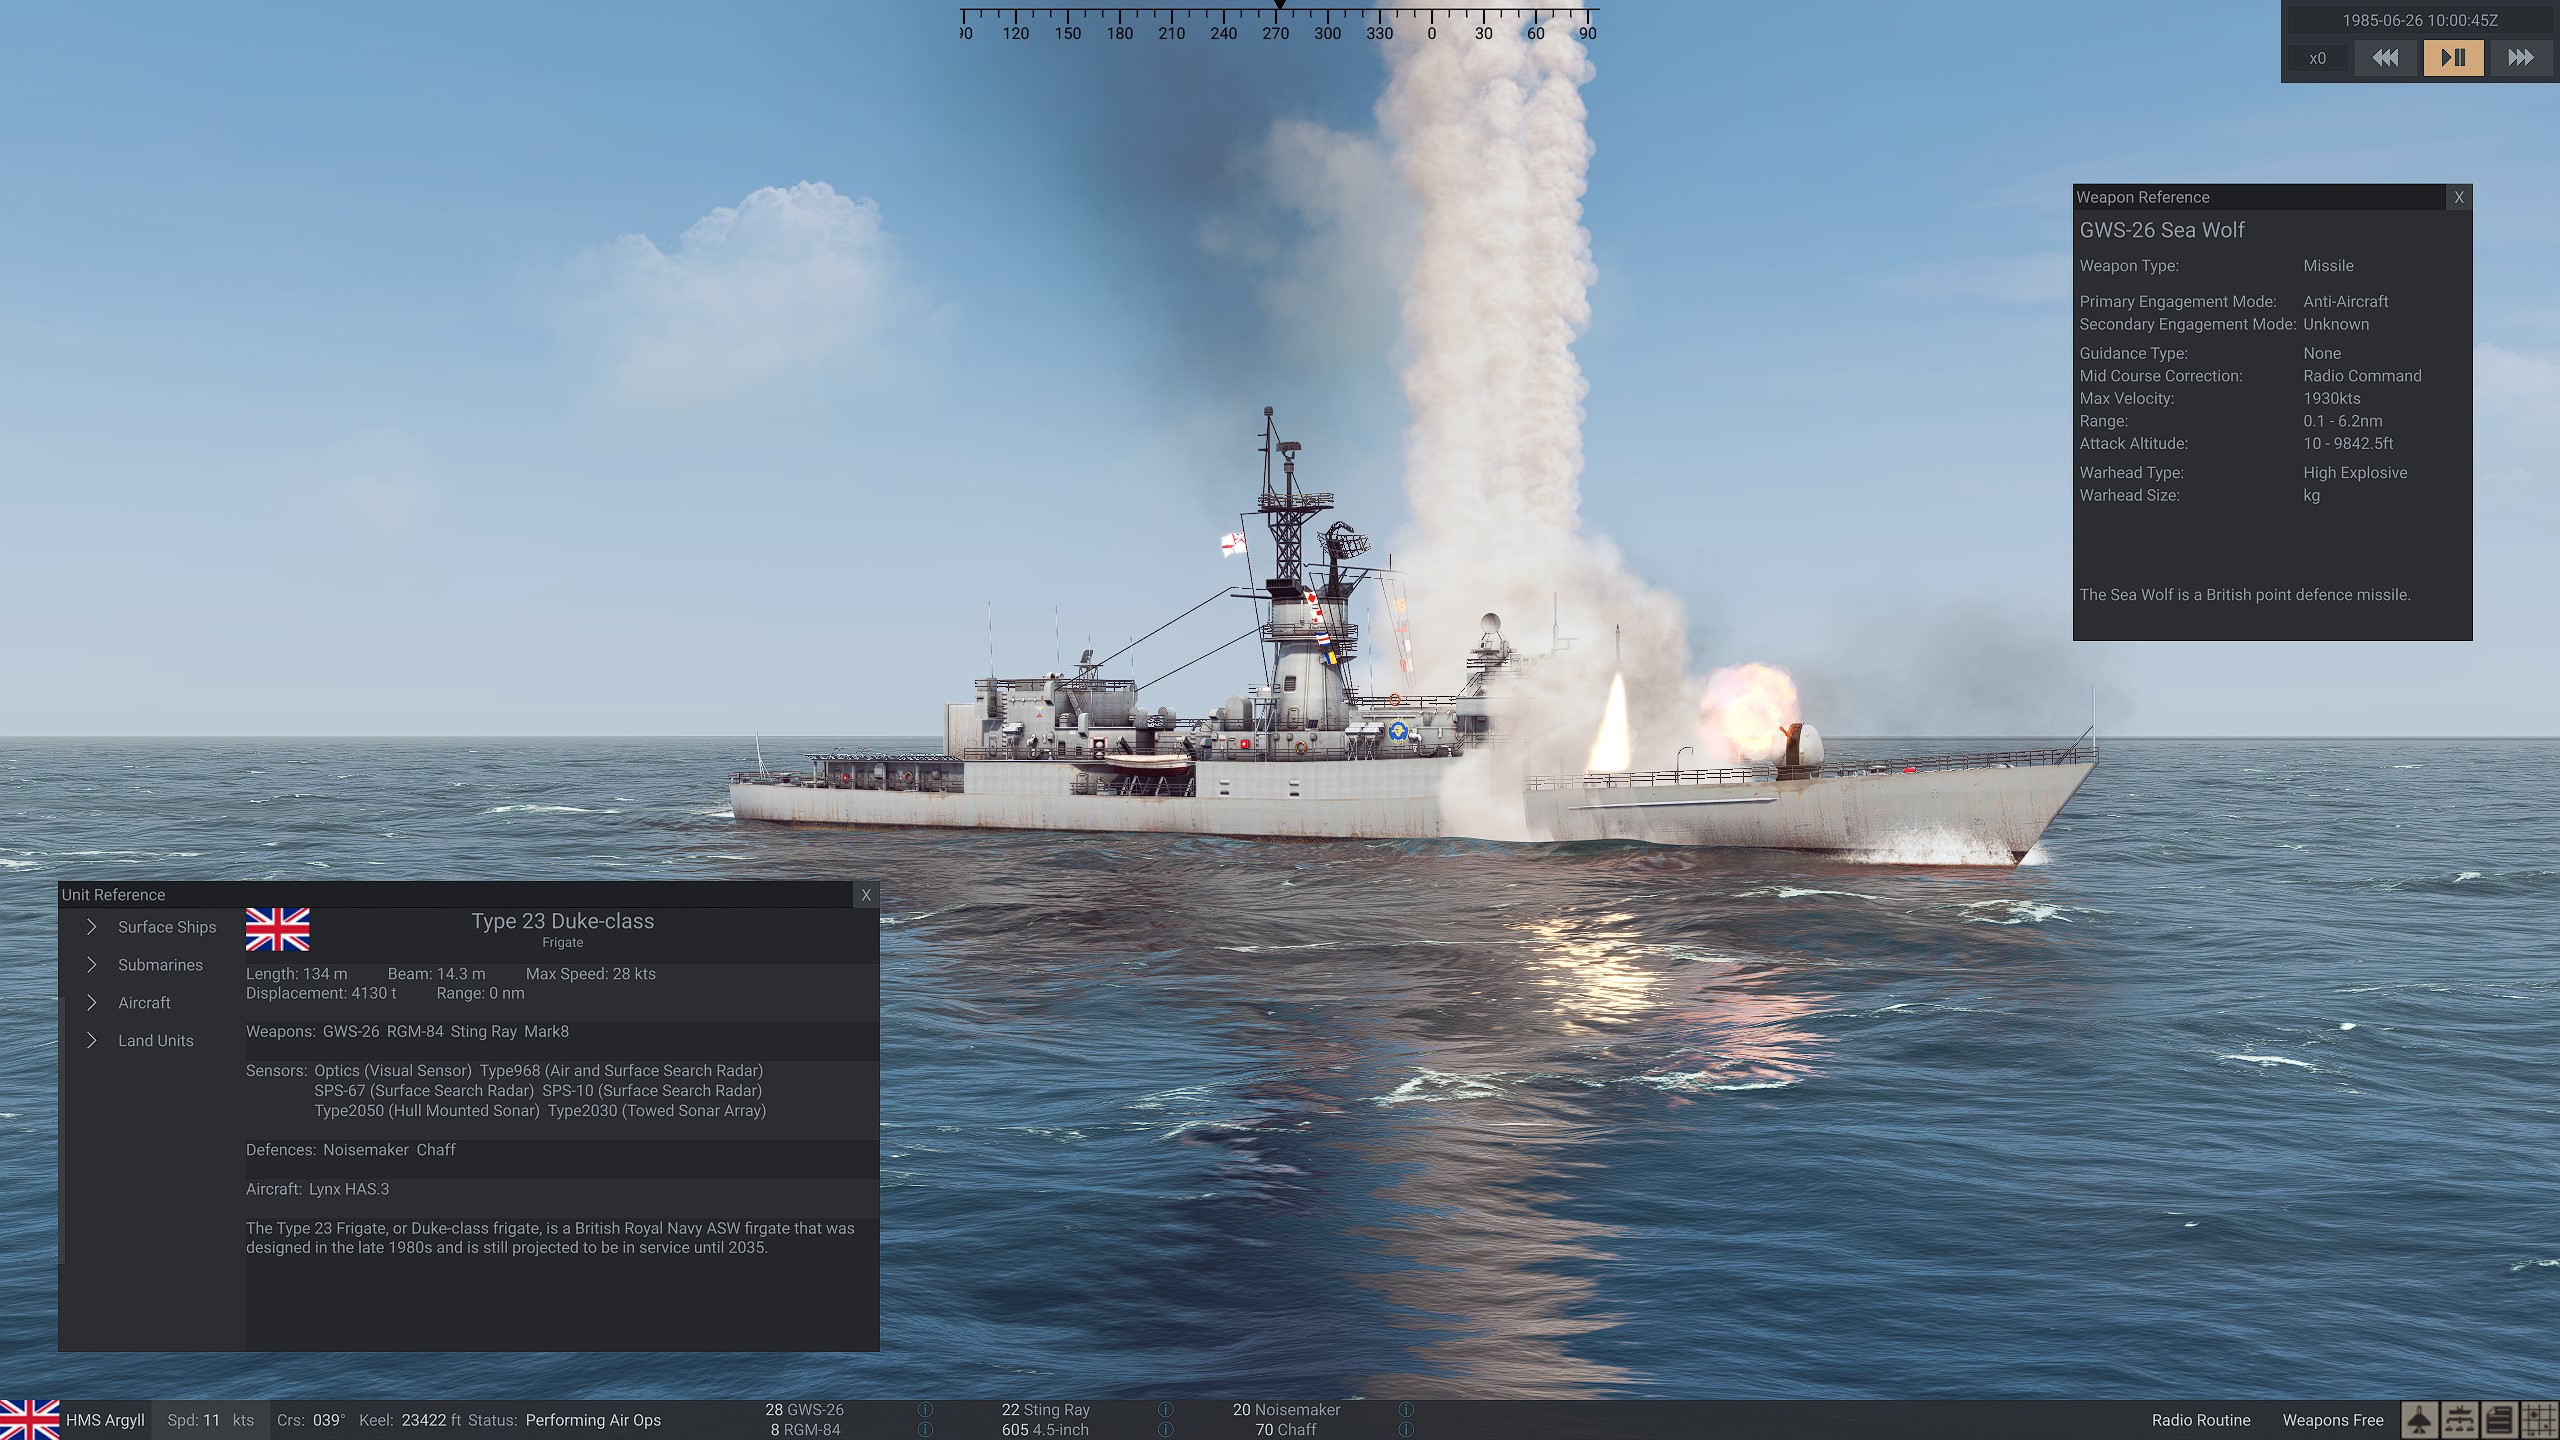 90 120 150 180 210 240 270 300 330 0 30 60 90
1985-06-26 10:00:45Z
x0
Weapon Reference X
GWS-26 Sea Wolf
Weapon Type: Missile
Primary Engagement Mode: Anti-Aircraft
Secondary Engagement Mode: Unknown
Guidance Type: None
Mid Course Correction: Radio Command
Max Velocity: 1930kts
Range: 0.1 - 6.2nm
Attack Altitude: 10 - 9842.5ft
Warhead Type: High Explosive
Warhead Size: kg
The Sea Wolf is a British point defence missile.
Unit Reference X
Surface Ships
Submarines
Aircraft
Land Units
Type 23 Duke-class
Frigate
Length: 134 m Beam: 14.3 m Max Speed: 28 kts
Displacement: 4130 t Range: 0 nm
Weapons: GWS-26 RGM-84 Sting Ray Mark8
Sensors: Optics (Visual Sensor) Type968 (Air and Surface Search Radar)
SPS-67 (Surface Search Radar) SPS-10 (Surface Search Radar)
Type2050 (Hull Mounted Sonar) Type2030 (Towed Sonar Array)
Defences: Noisemaker Chaff
Aircraft: Lynx HAS.3
The Type 23 Frigate, or Duke-class frigate, is a British Royal Navy ASW firgate that was
designed in the late 1980s and is still projected to be in service until 2035.
HMS Argyll Spd: 11 kts Crs: 039° Keel: 23422 ft Status: Performing Air Ops
28 GWS-26 22 Sting Ray 20 Noisemaker
8 RGM-84 605 4.5-inch 70 Chaff
Radio Routine Weapons Free